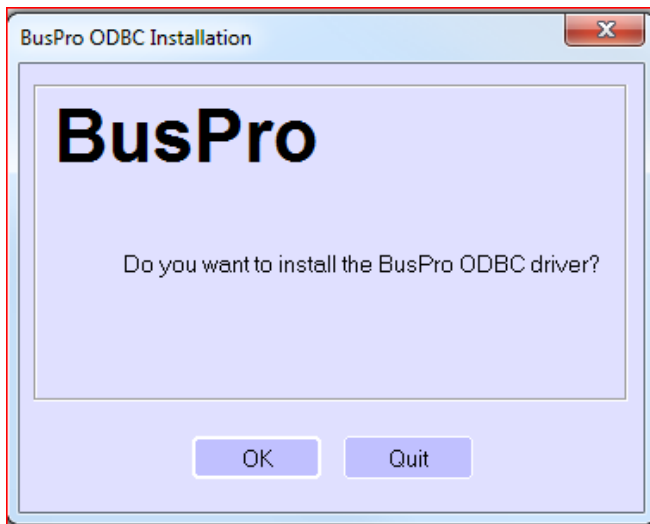 BusPro ODBC Installation
BusPro
Do you want to install the BusPro ODBC driver?
OK
Quit